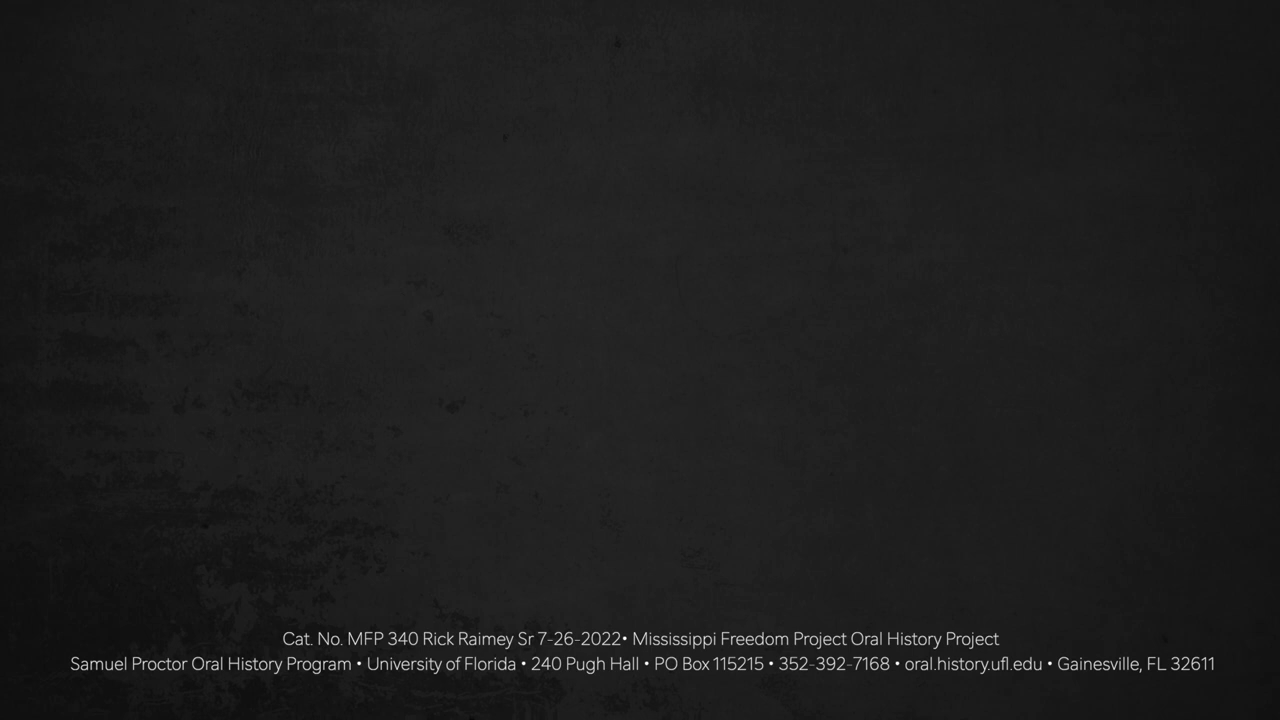 Cat. No. MFP 340 Rick Raimey Sr 7-26-2022• Mississippi Freedom Project Oral History Project
Samuel Proctor Oral History Program • University of Florida • 240 Pugh Hall • PO Box 115215 • 352-392-7168 • oral.history.ufl.edu • Gainesville, FL 32611